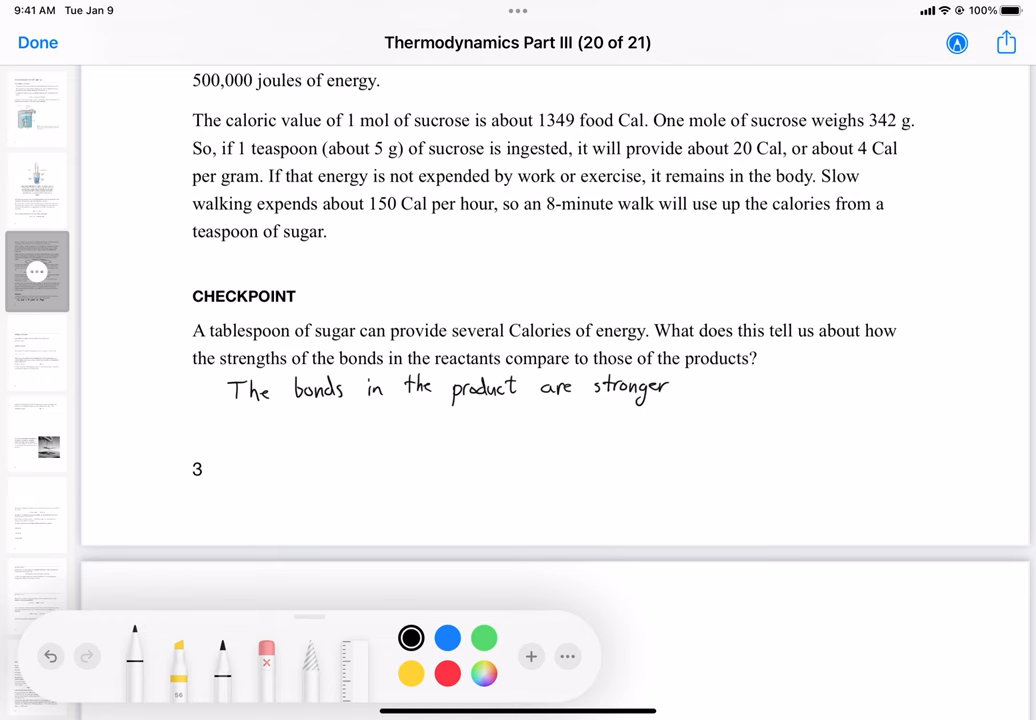 9:41 AM Tue Jan 9
100%
Done
Thermodynamics Part III (20 of 21)
500,000 joules of energy.
The caloric value of 1 mol of sucrose is about 1349 food Cal. One mole of sucrose weighs 342 g.
So, if 1 teaspoon (about 5 g) of sucrose is ingested, it will provide about 20 Cal, or about 4 Cal
per gram. If that energy is not expended by work or exercise, it remains in the body. Slow
walking expends about 150 Cal per hour, so an 8-minute walk will use up the calories from a
teaspoon of sugar.
CHECKPOINT
A tablespoon of sugar can provide several Calories of energy. What does this tell us about how
the strengths of the bonds in the reactants compare to those of the products?
The bonds in the product are stronger
3
56